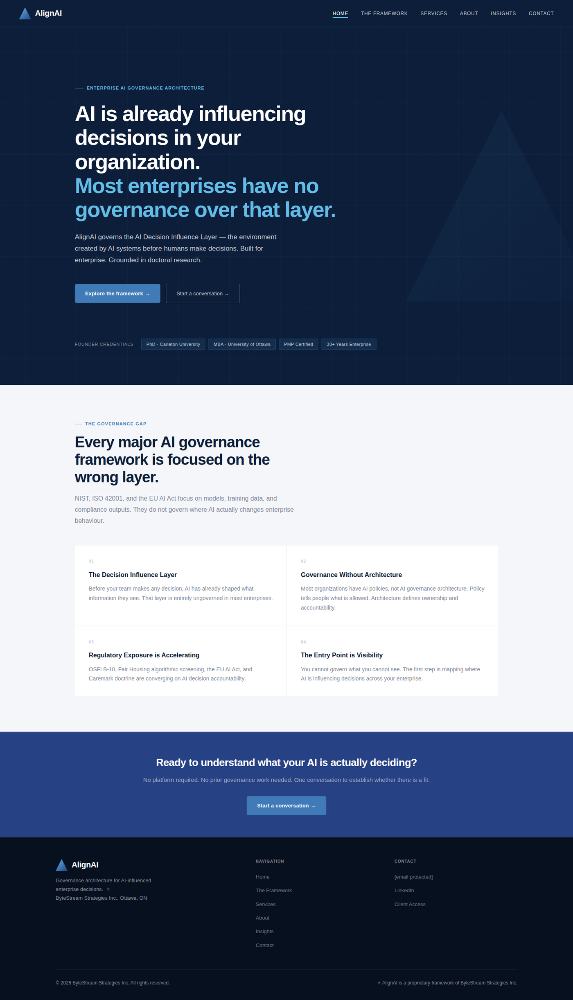 AlignAI
HOME THE FRAMEWORK SERVICES ABOUT INSIGHTS CONTACT
ENTERPRISE AI GOVERNANCE ARCHITECTURE
AI is already influencing
decisions in your
organization.
Most enterprises have no
governance over that layer.
AlignAI governs the AI Decision Influence Layer — the environment
created by AI systems before humans make decisions. Built for
enterprise. Grounded in doctoral research.
Explore the framework →
Start a conversation →
FOUNDER CREDENTIALS
PhD · Carleton University
MBA · University of Ottawa
PMP Certified
30+ Years Enterprise
THE GOVERNANCE GAP
Every major AI governance
framework is focused on the
wrong layer.
NIST, ISO 42001, and the EU AI Act focus on models, training data, and
compliance outputs. They do not govern where AI actually changes enterprise
behaviour.
01
The Decision Influence Layer
Before your team makes any decision, AI has already shaped what
information they see. That layer is entirely ungoverned in most enterprises.
02
Governance Without Architecture
Most organizations have AI policies, not AI governance architecture. Policy
tells people what is allowed. Architecture defines ownership and
accountability.
03
Regulatory Exposure is Accelerating
OSFI B-10, Fair Housing algorithmic screening, the EU AI Act, and
Caremark doctrine are converging on AI decision accountability.
04
The Entry Point is Visibility
You cannot govern what you cannot see. The first step is mapping where
AI is influencing decisions across your enterprise.
Ready to understand what your AI is actually deciding?
No platform required. No prior governance work needed. One conversation to establish whether there is a fit.
Start a conversation →
AlignAI
Governance architecture for AI-influenced
enterprise decisions. ★
ByteStream Strategies Inc., Ottawa, ON
NAVIGATION
Home
The Framework
Services
About
Insights
Contact
CONTACT
[email protected]
LinkedIn
Client Access
© 2026 ByteStream Strategies Inc. All rights reserved.
★ AlignAI is a proprietary framework of ByteStream Strategies Inc.